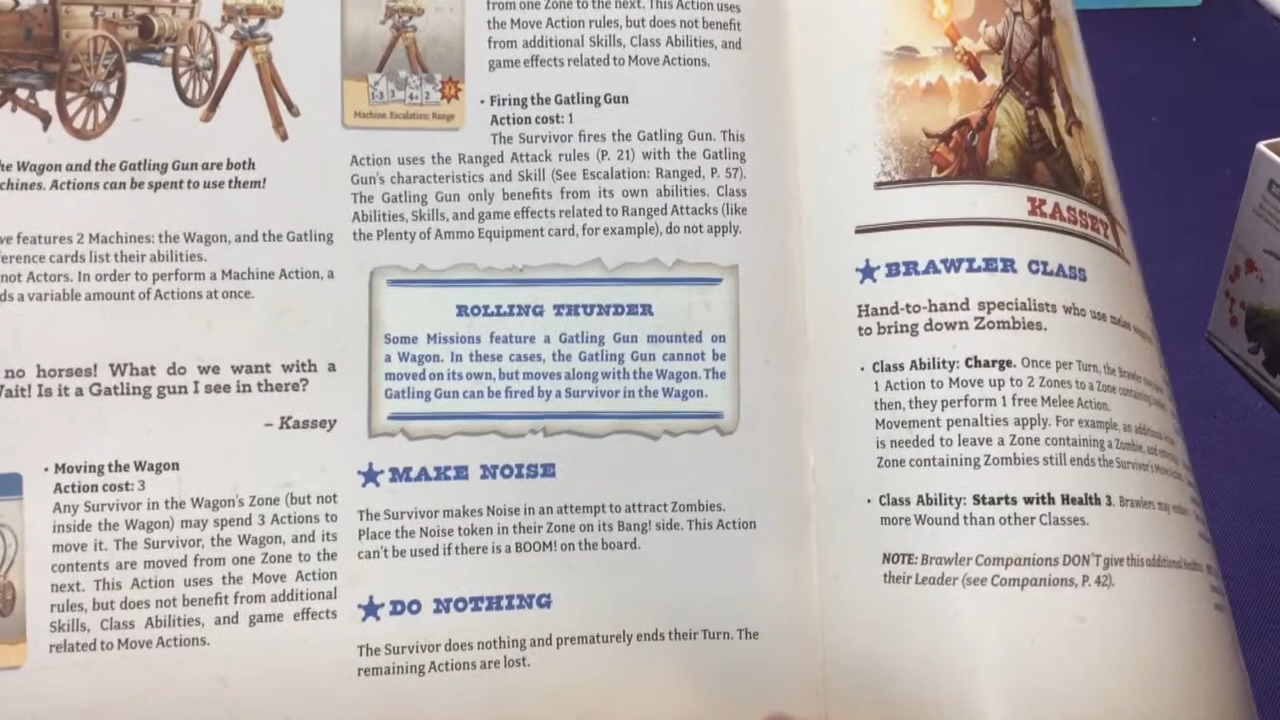 he Wagon and the Gatling Gun are both
chines. Actions can be spent to use them!
ve features 2 Machines: the Wagon, and the Gatling
ference cards list their abilities.
not Actors. In order to perform a Machine Action, a
ds a variable amount of Actions at once.
no horses! What do we want with a
Wait! Is it a Gatling gun I see in there?
– Kassey
• Moving the Wagon
Action cost: 3
Any Survivor in the Wagon's Zone (but not
inside the Wagon) may spend 3 Actions to
move it. The Survivor, the Wagon, and its
contents are moved from one Zone to the
next. This Action uses the Move Action
rules, but does not benefit from additional
Skills, Class Abilities, and game effects
related to Move Actions.
1-3 3 4+ 2
Machine. Escalation: Range
from one Zone to the next. This Action uses
the Move Action rules, but does not benefit
from additional Skills, Class Abilities, and
game effects related to Move Actions.
• Firing the Gatling Gun
Action cost: 1
The Survivor fires the Gatling Gun. This
Action uses the Ranged Attack rules (P. 21) with the Gatling
Gun's characteristics and Skill (See Escalation: Ranged, P. 57).
The Gatling Gun only benefits from its own abilities. Class
Abilities, Skills, and game effects related to Ranged Attacks (like
the Plenty of Ammo Equipment card, for example), do not apply.
ROLLING THUNDER
Some Missions feature a Gatling Gun mounted on
a Wagon. In these cases, the Gatling Gun cannot be
moved on its own, but moves along with the Wagon. The
Gatling Gun can be fired by a Survivor in the Wagon.
MAKE NOISE
The Survivor makes Noise in an attempt to attract Zombies.
Place the Noise token in their Zone on its Bang! side. This Action
can't be used if there is a BOOM! on the board.
DO NOTHING
The Survivor does nothing and prematurely ends their Turn. The
remaining Actions are lost.
KASSEY
BRAWLER CLASS
Hand-to-hand specialists who use melee
to bring down Zombies.
• Class Ability: Charge. Once per Turn, the Brawler may
1 Action to Move up to 2 Zones to a Zone containing
then, they perform 1 free Melee Action.
Movement penalties apply. For example, an additional
is needed to leave a Zone containing a Zombie, and
Zone containing Zombies still ends the Survivor's
• Class Ability: Starts with Health 3. Brawlers may
more Wound than other Classes.
NOTE: Brawler Companions DON'T give this additional
their Leader (see Companions, P. 42).